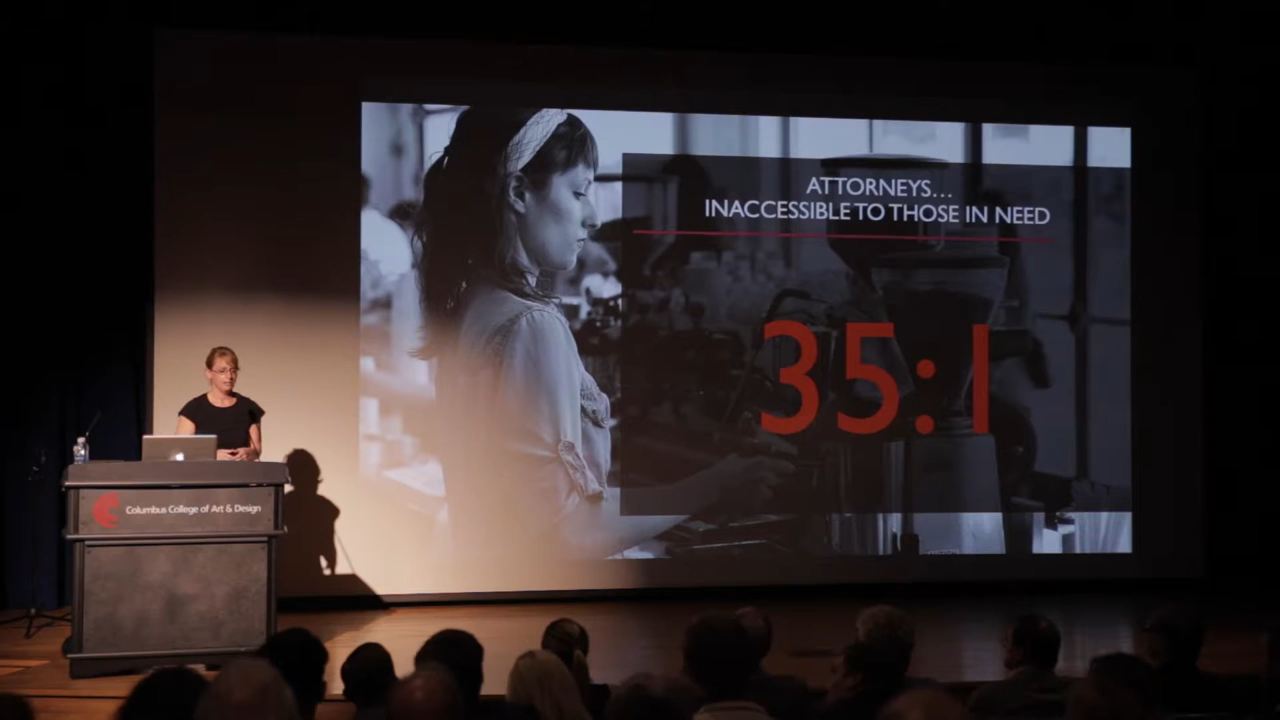 ATTORNEYS...
INACCESSIBLE TO THOSE IN NEED
35:1
Columbus College of Art & Design